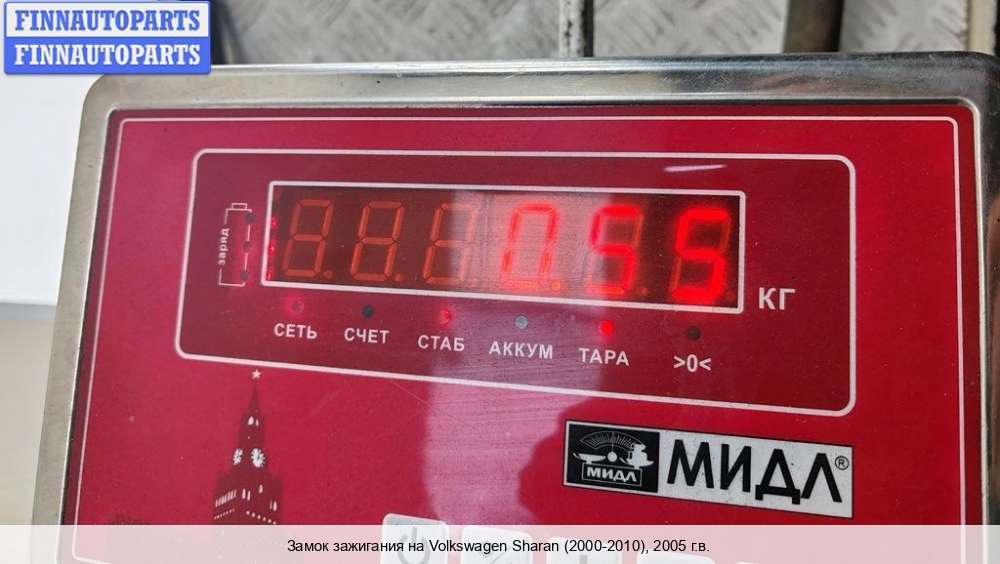 FINNAUTOPARTS
FINNAUTOPARTS
заряд
0.55
КГ
СЕТЬ СЧЕТ СТАБ АККУМ ТАРА >0<
МИДЛ МИДЛ®
Замок зажигания на Volkswagen Sharan (2000-2010), 2005 г.в.